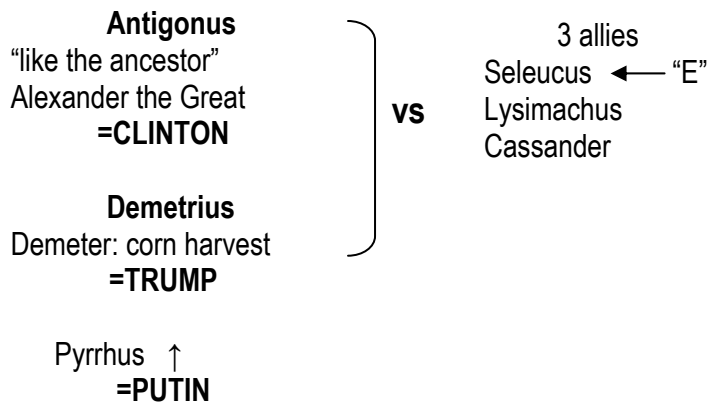 Antigonus
“like the ancestor”
Alexander the Great
=CLINTON
Demetrius
Demeter: corn harvest
=TRUMP
Pyrrhus ↑
=PUTIN
vs
3 allies
Seleucus ← “E”
Lysimachus
Cassander